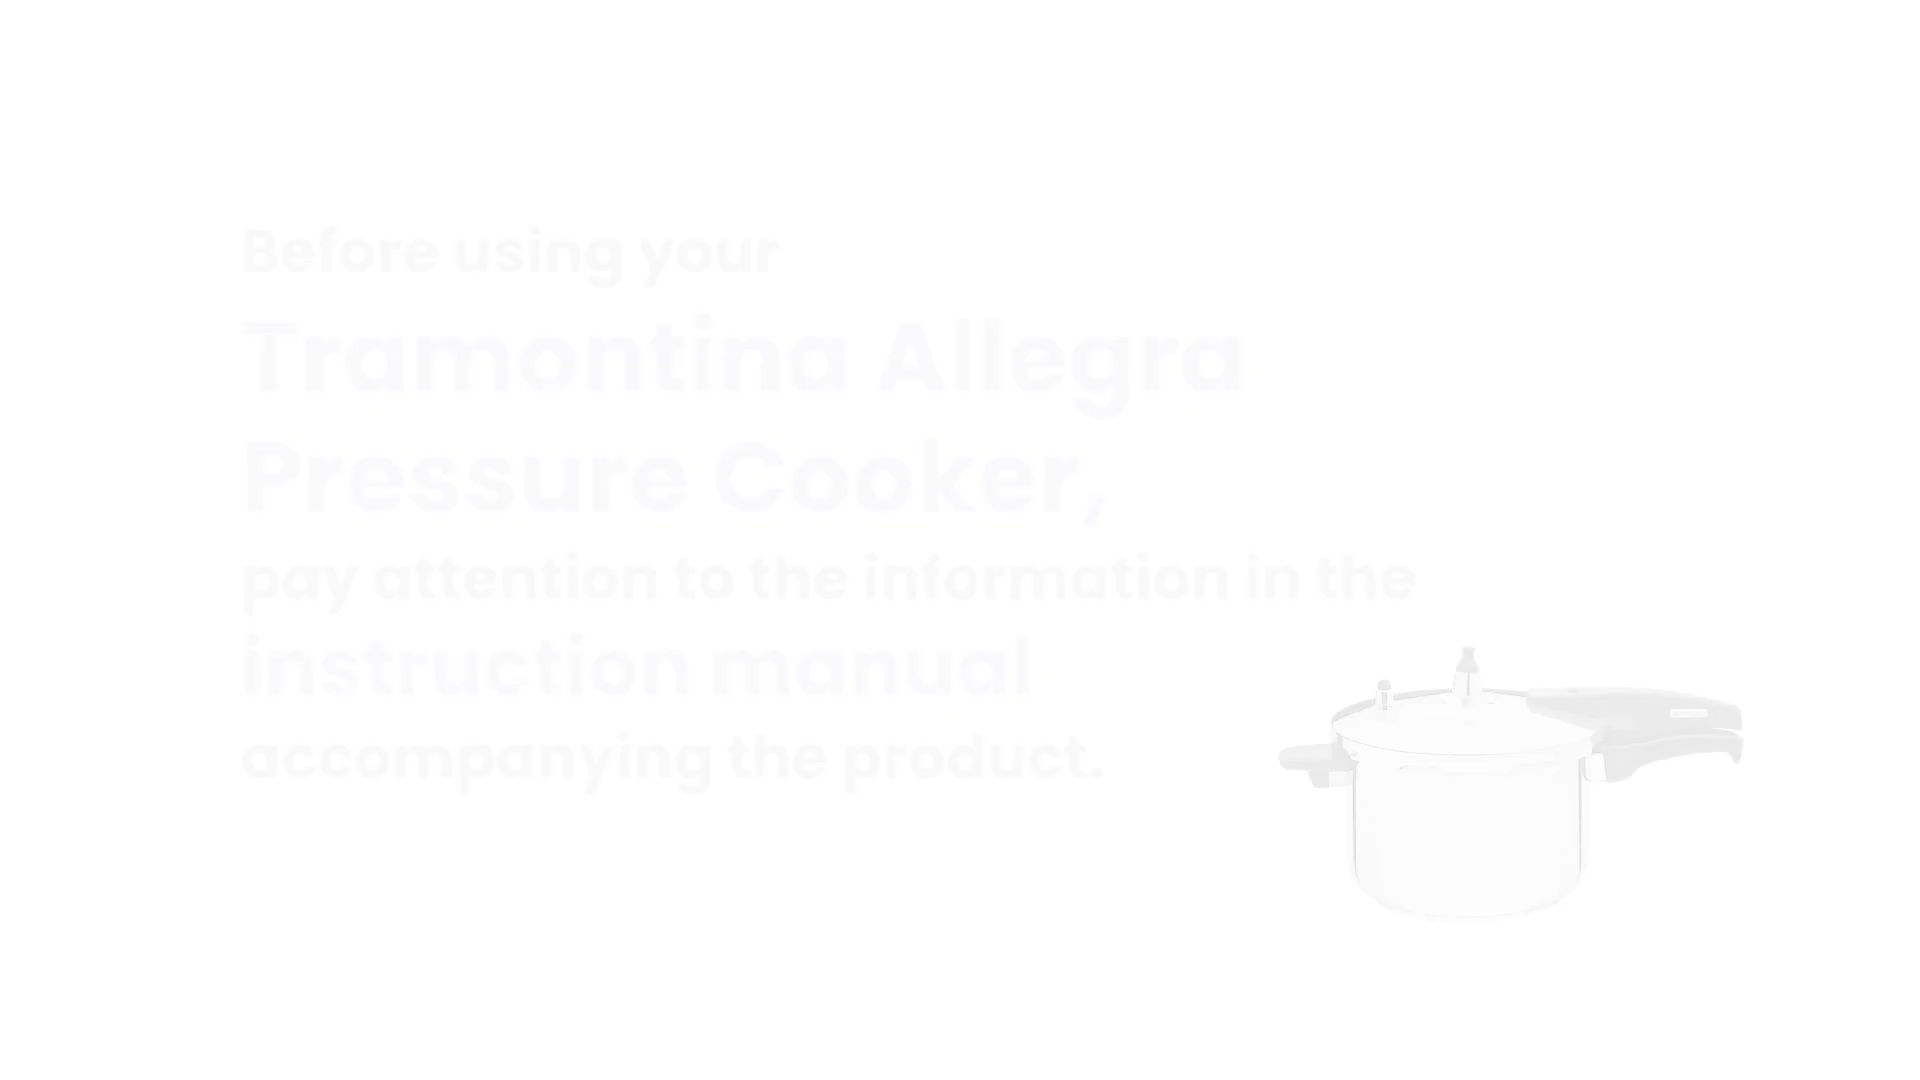 Before using your
Tramontina Allegra
Pressure Cooker,
pay attention to the information in the
instruction manual
accompanying the product.